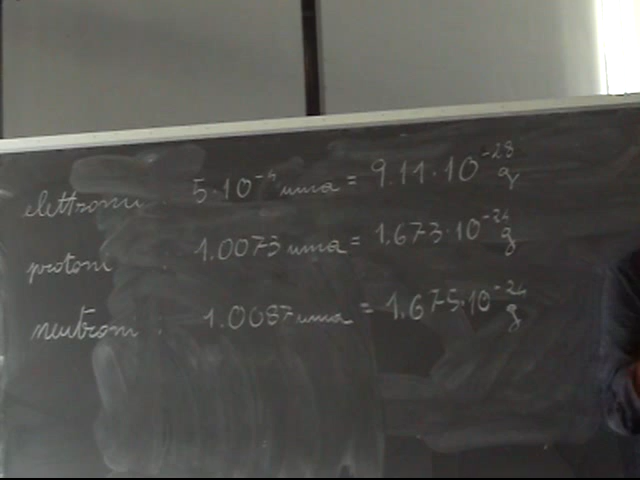 elettroni : 5·10⁻⁴ uma = 9.11·10⁻²⁸ g
protoni : 1.0073 uma = 1.673·10⁻²⁴ g
neutroni : 1.0087 uma = 1.675·10⁻²⁴ g